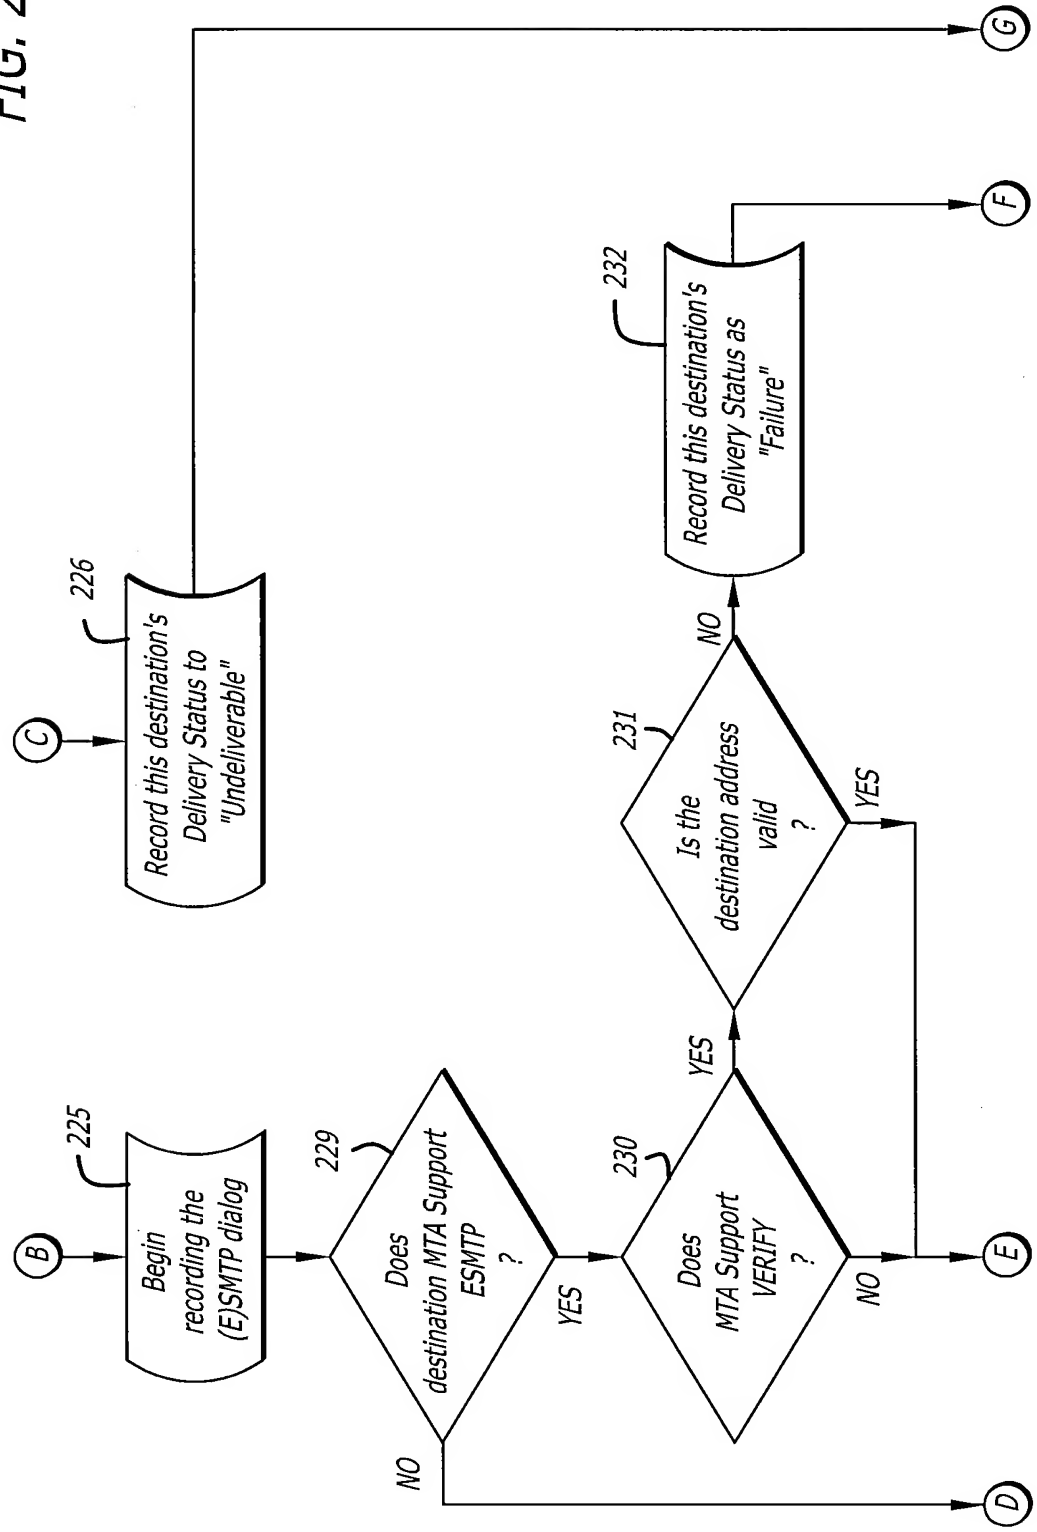 FIG. 2
B
C
225
Begin
recording the
(E)SMTP dialog
226
Record this destination's
Delivery Status to
"Undeliverable"
229
Does
destination MTA Support
ESMTP
?
NO
YES
230
Does
MTA Support
VERIFY
?
YES
NO
231
Is the
destination address
valid
?
NO
YES
232
Record this destination's
Delivery Status as
"Failure"
D
E
F
G